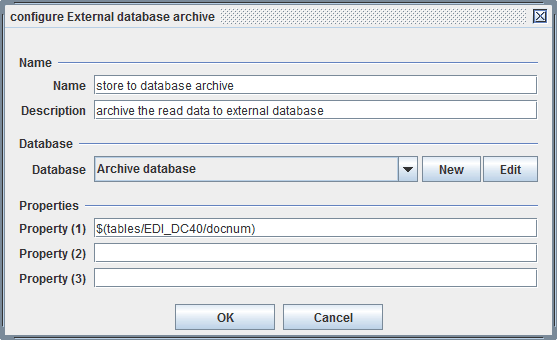 configure External database archive
Name
Name store to database archive
Description archive the read data to external database
Database
Database Archive database New Edit
Properties
Property (1) $(tables/EDI_DC40/docnum)
Property (2)
Property (3)
OK Cancel